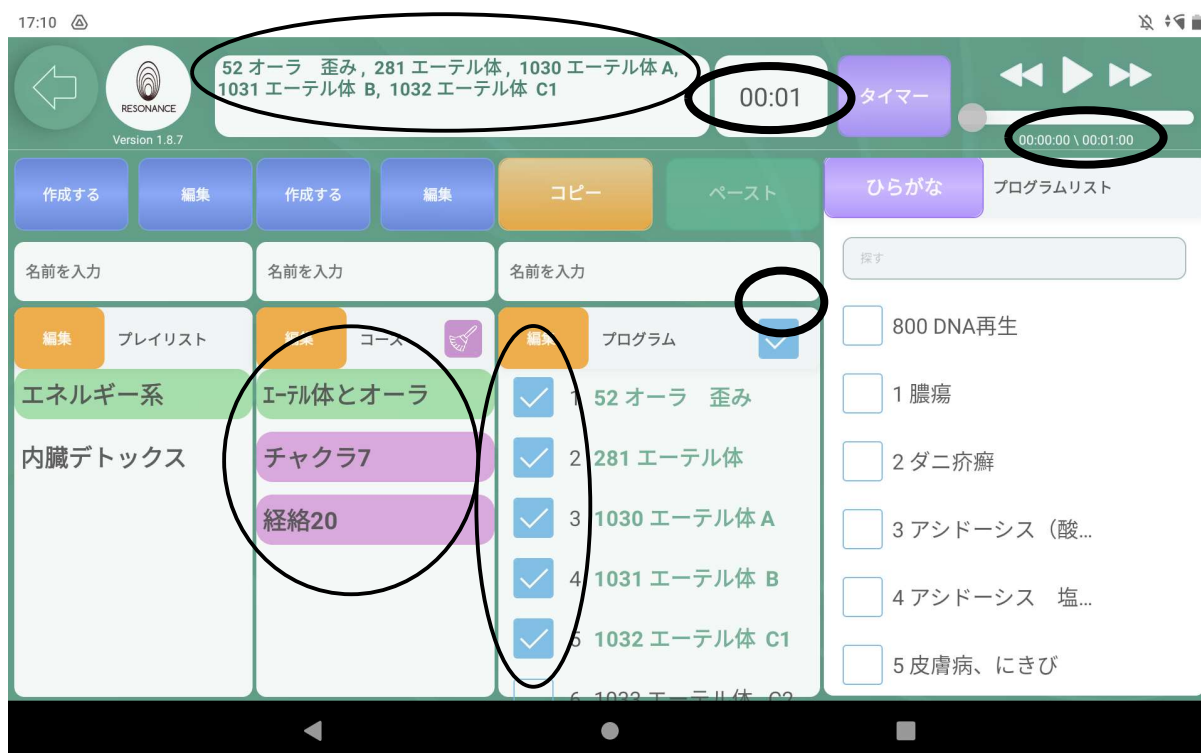 17:10
RESONANCE
Version 1.8.7
52 オーラ　歪み , 281 エーテル体 , 1030 エーテル体 A,
1031 エーテル体 B, 1032 エーテル体 C1
00:01
タイマー
00:00:00 \ 00:01:00
作成する
編集
作成する
編集
コピー
ペースト
ひらがな
プログラムリスト
名前を入力
名前を入力
名前を入力
探す
編集
プレイリスト
編集
コース
編集
プログラム
エネルギー系
内臓デトックス
ｴｰﾃﾙ体とオーラ
チャクラ7
経絡20
1 52 オーラ　歪み
2 281 エーテル体
3 1030 エーテル体 A
4 1031 エーテル体 B
5 1032 エーテル体 C1
6 1033 エーテル体 C2
800 DNA再生
1 膿瘍
2 ダニ疥癬
3 アシドーシス（酸...
4 アシドーシス　塩...
5 皮膚病、にきび